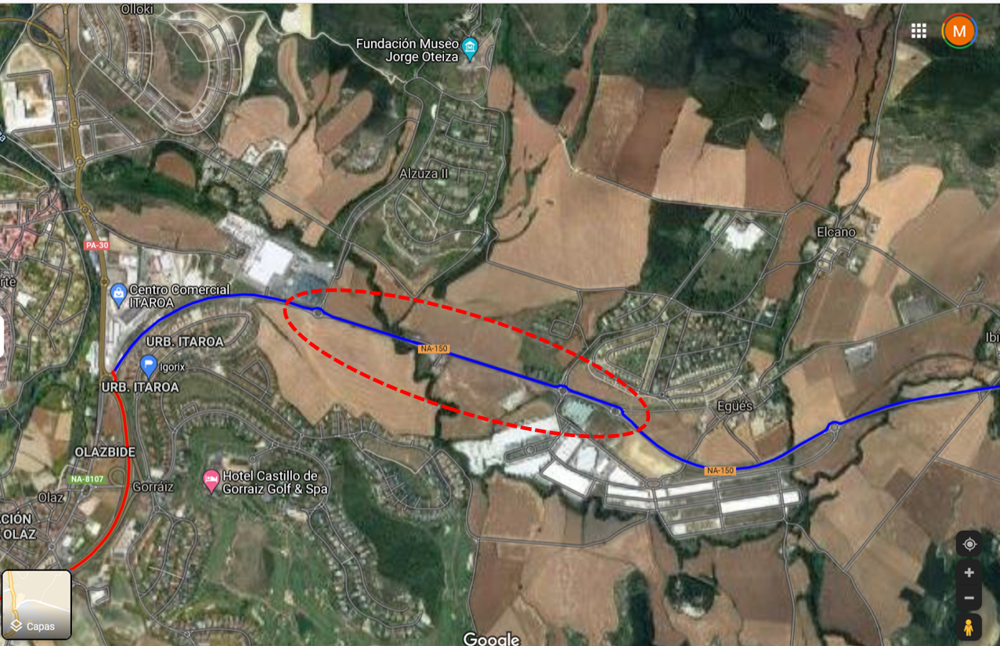 Olloki
Fundación Museo
Jorge Oteiza
M
Alzuza II
Elcano
PA-30
rte
Centro Comercial
ITAROA
URB. ITAROA
NA-150
Ibi
Igorix
URB. ITAROA
Egüés
OLAZBIDE
NA-150
NA-8107
Hotel Castillo de
Gorraiz Golf & Spa
Gorráiz
Olaz
CIÓN
OLAZ
Capas
Google